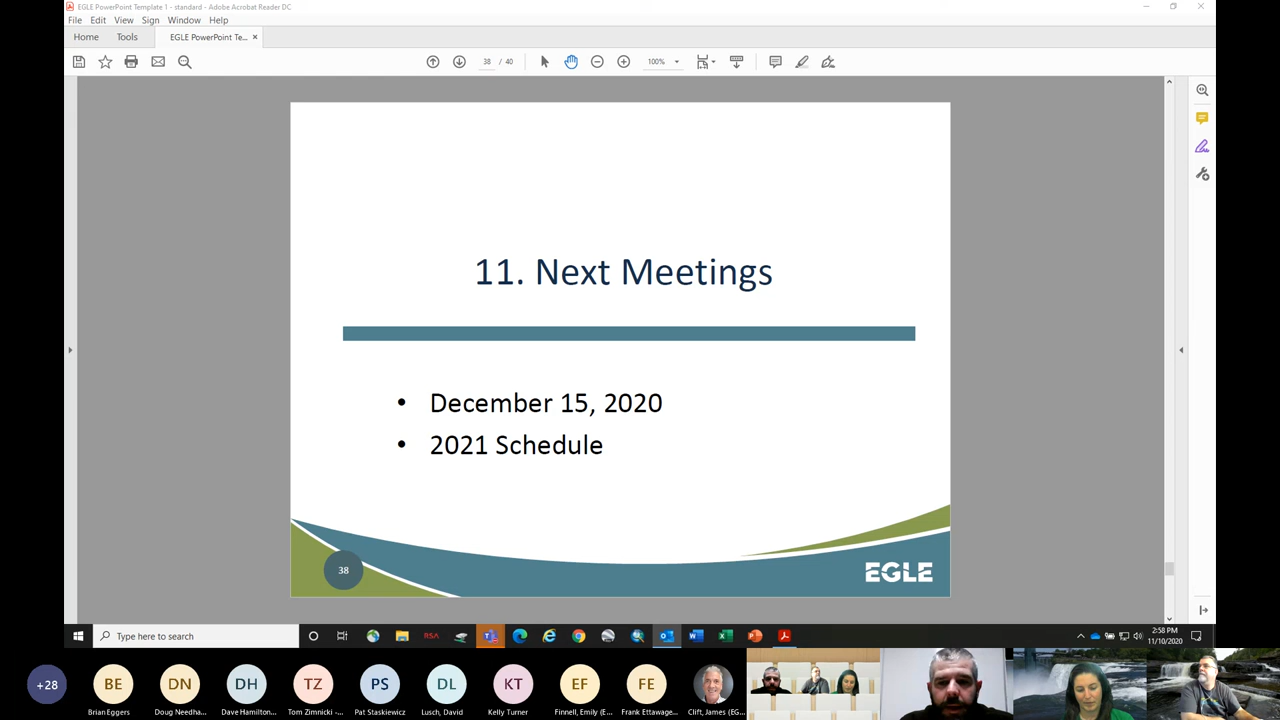 EGLE PowerPoint Template 1 - standard - Adobe Acrobat Reader DC
File Edit View Sign Window Help
Home Tools EGLE PowerPoint Te... ×
38 / 40 100%
11. Next Meetings
• December 15, 2020
• 2021 Schedule
38
EGLE
Type here to search
RSA
2:58 PM
11/10/2020
+28 BE DN DH TZ PS DL KT EF FE
Brian Eggers Doug Needha... Dave Hamilton... Tom Zimnicki -... Pat Staskiewicz Lusch, David Kelly Turner Finnell, Emily (E... Frank Ettawage... Clift, James (EG...